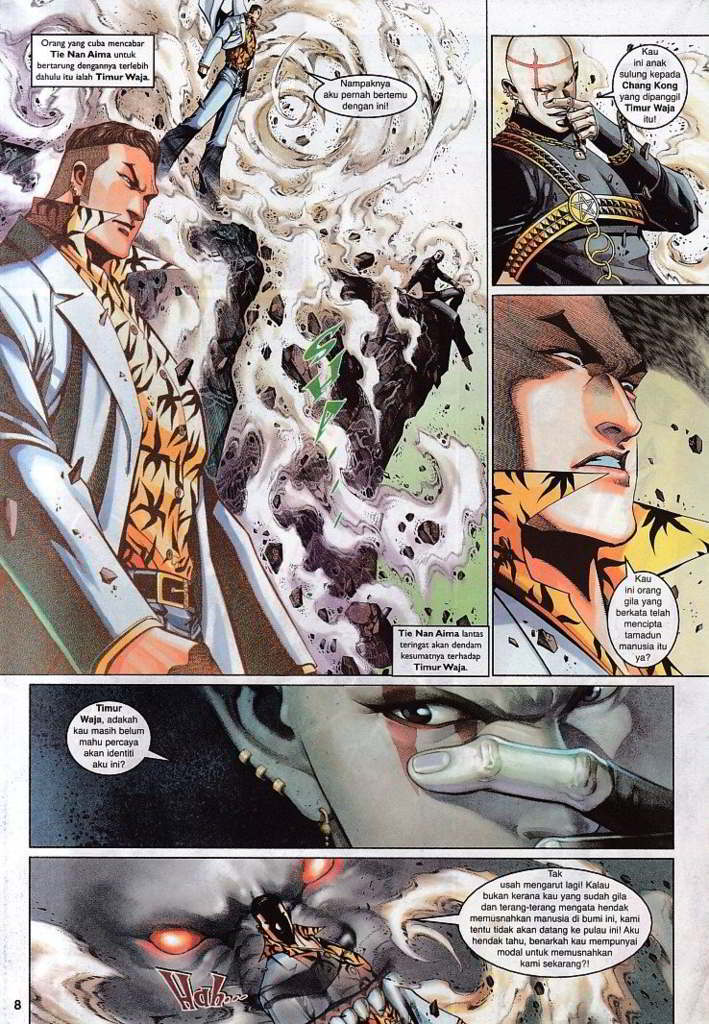 Orang yang cuba mencabar
Tie Nan Aima untuk
bertarung dengannya terlebih
dahulu itu ialah Timur Waja.
Nampaknya
aku pernah bertemu
dengan ini!
Kau
ini anak
sulung kepada
Chang Kong
yang dipanggil
Timur Waja
itu!
Kau
ini orang
gila yang
berkata telah
mencipta
tamadun
manusia itu
ya?
Tie Nan Aima lantas
teringat akan dendam
kesumatnya terhadap
Timur Waja.
Timur
Waja, adakah
kau masih belum
mahu percaya
akan identiti
aku ini?
Tak
usah mengarut lagi! Kalau
bukan kerana kau yang sudah gila
dan terang-terang mengata hendak
memusnahkan manusia di bumi ini, kami
tentu tidak akan datang ke pulau ini! Aku
hendak tahu, benarkah kau mempunyai
modal untuk memusnahkan
kami sekarang?!
Hah...
8